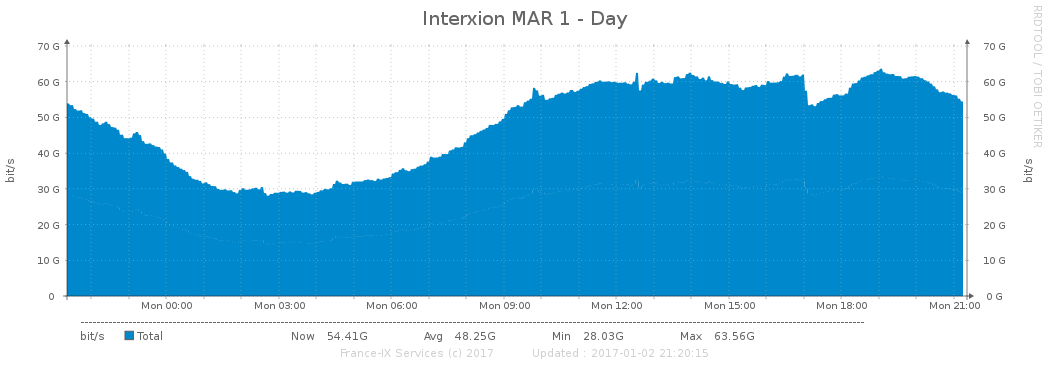 Interxion MAR 1 - Day
RRDTOOL / TOBI OETIKER
bit/s
bit/s
70 G 70 G
60 G 60 G
50 G 50 G
40 G 40 G
30 G 30 G
20 G 20 G
10 G 10 G
0 0 G
Mon 00:00 Mon 03:00 Mon 06:00 Mon 09:00 Mon 12:00 Mon 15:00 Mon 18:00 Mon 21:00
bit/s Total Now 54.41G Avg 48.25G Min 28.03G Max 63.56G
France-IX Services (c) 2017 Updated : 2017-01-02 21:20:15